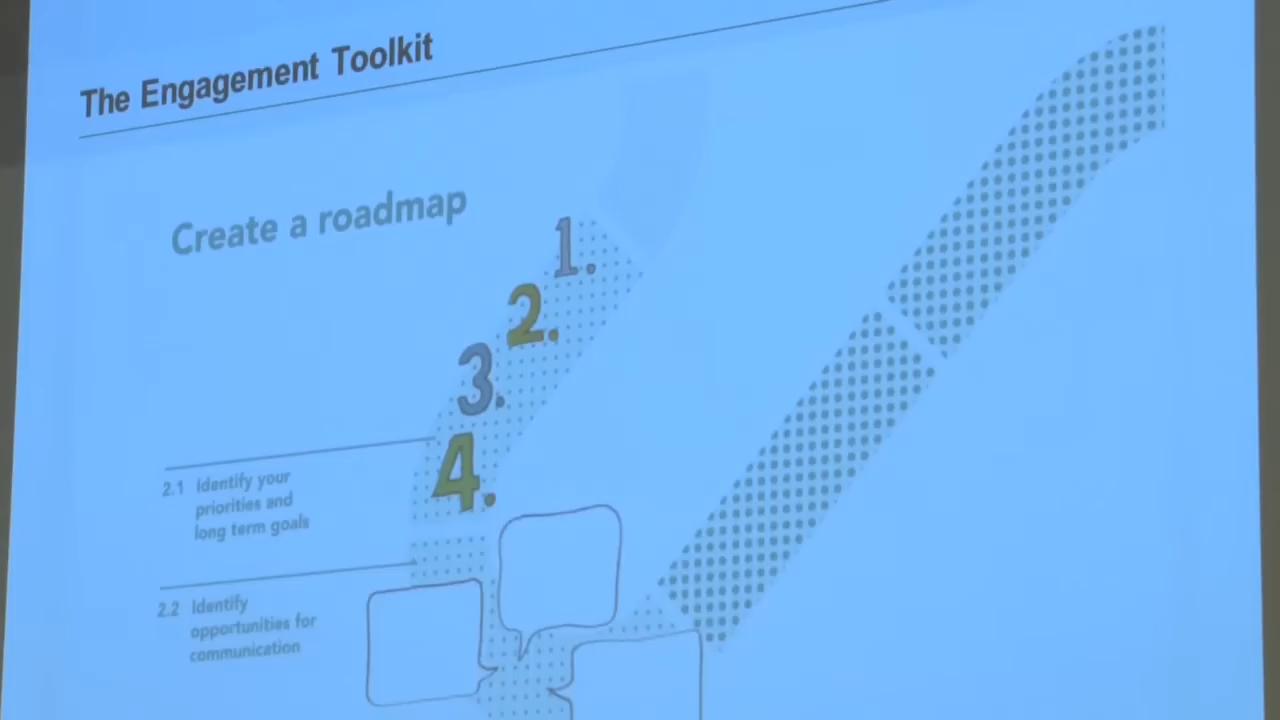 The Engagement Toolkit
Create a roadmap
1.
2.
3.
4.
2.1 Identify your
priorities and
long term goals
2.2 Identify
opportunities for
communication